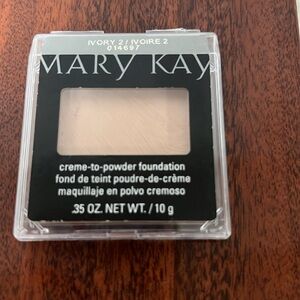 IVORY 2 / IVOIRE 2
014697
MARY KAY
creme-to-powder foundation
fond de teint poudre-de-crème
maquillaje en polvo cremoso
.35 OZ. NET WT. / 10 g